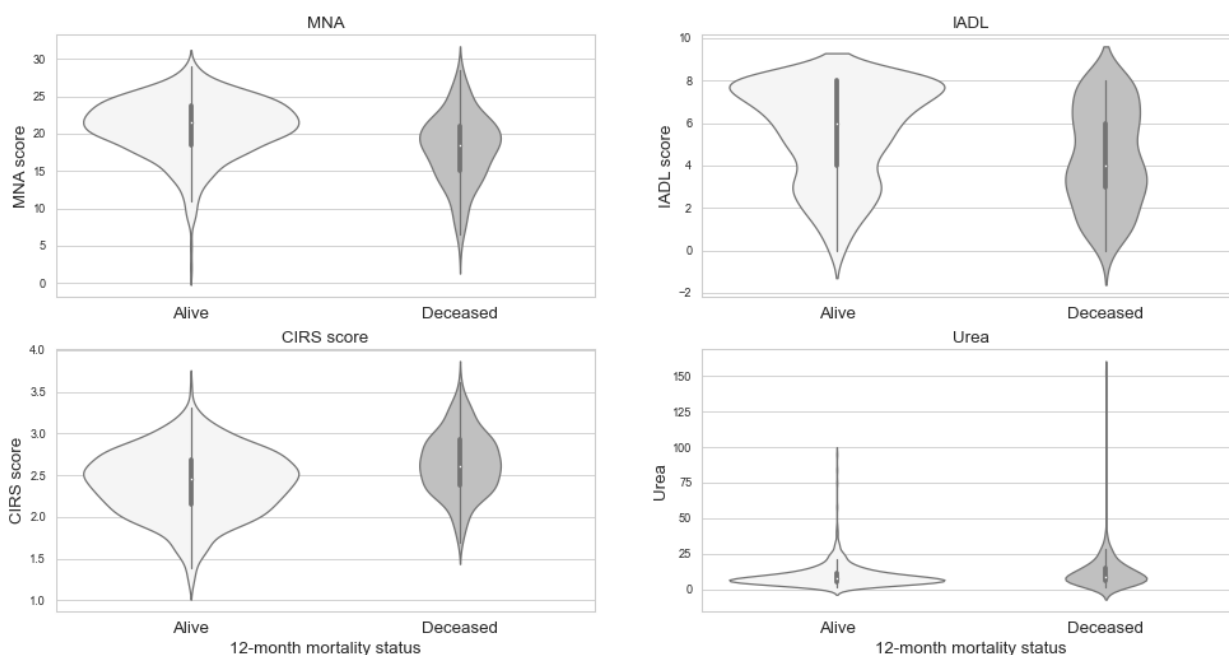 MNA
MNA score
30
25
20
15
10
5
0
Alive Deceased
IADL
IADL score
10
8
6
4
2
0
−2
Alive Deceased
CIRS score
CIRS score
4.0
3.5
3.0
2.5
2.0
1.5
1.0
Alive Deceased
12-month mortality status
Urea
Urea
150
125
100
75
50
25
0
Alive Deceased
12-month mortality status